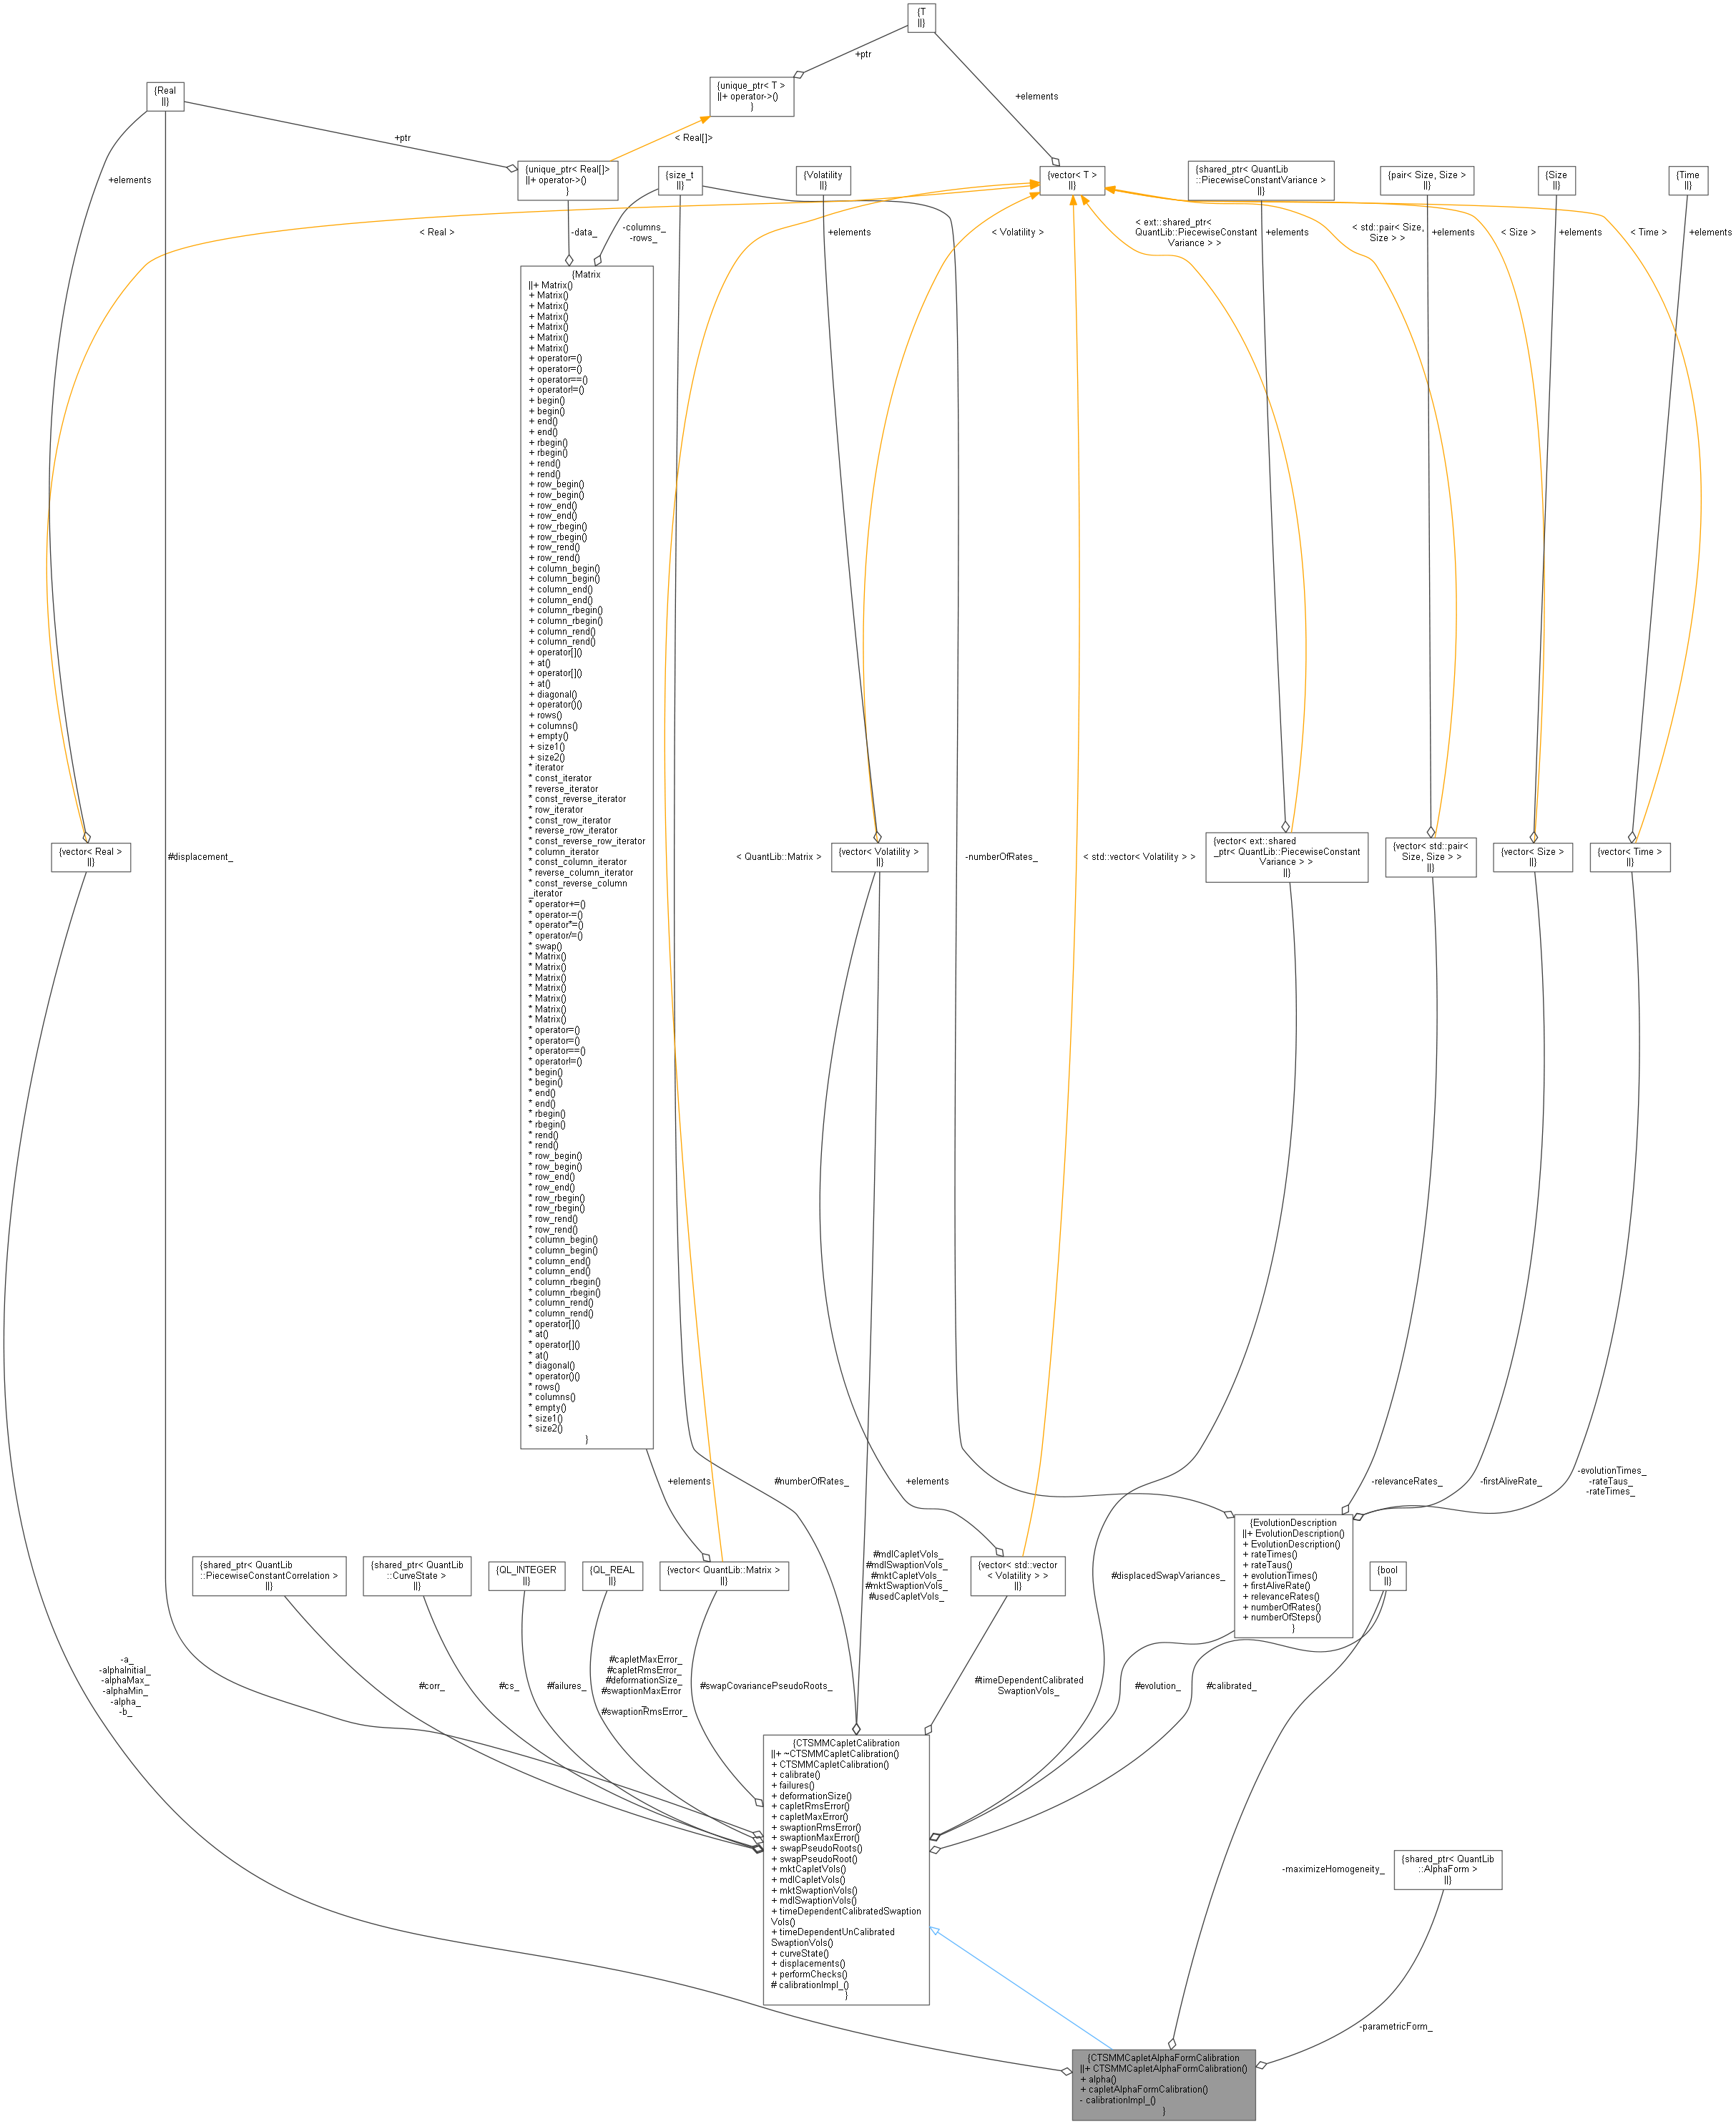 {T
||}
+ptr
{unique_ptr< T >
||+ operator->()
}
+elements
{Real
||}
+ptr
< Real[]>
{unique_ptr< Real[]>
||+ operator->()
}
{size_t
||}
{Volatility
||}
{vector< T >
||}
{shared_ptr< QuantLib
::PiecewiseConstantVariance >
||}
{pair< Size, Size >
||}
{Size
||}
{Time
||}
+elements
< Real >
-data_
-columns_
-rows_
+elements
< Volatility >
< ext::shared_ptr<
QuantLib::PiecewiseConstant
Variance > >
+elements
< std::pair< Size,
Size > >
+elements
< Size >
+elements
< Time >
+elements
{Matrix
||+ Matrix()
+ Matrix()
+ Matrix()
+ Matrix()
+ Matrix()
+ Matrix()
+ Matrix()
+ operator=()
+ operator=()
+ operator==()
+ operator!=()
+ begin()
+ begin()
+ end()
+ end()
+ rbegin()
+ rbegin()
+ rend()
+ rend()
+ row_begin()
+ row_begin()
+ row_end()
+ row_end()
+ row_rbegin()
+ row_rbegin()
+ row_rend()
+ row_rend()
+ column_begin()
+ column_begin()
+ column_end()
+ column_end()
+ column_rbegin()
+ column_rbegin()
+ column_rend()
+ column_rend()
+ operator[]()
+ at()
+ operator[]()
+ at()
+ diagonal()
+ operator()()
+ rows()
+ columns()
+ empty()
+ size1()
+ size2()
* iterator
* const_iterator
* reverse_iterator
* const_reverse_iterator
* row_iterator
* const_row_iterator
* reverse_row_iterator
* const_reverse_row_iterator
* column_iterator
* const_column_iterator
* reverse_column_iterator
* const_reverse_column
_iterator
* operator+=()
* operator-=()
* operator*=()
* operator/=()
* swap()
* Matrix()
* Matrix()
* Matrix()
* Matrix()
* Matrix()
* Matrix()
* Matrix()
* operator=()
* operator=()
* operator==()
* operator!=()
* begin()
* begin()
* end()
* end()
* rbegin()
* rbegin()
* rend()
* rend()
* row_begin()
* row_begin()
* row_end()
* row_end()
* row_rbegin()
* row_rbegin()
* row_rend()
* row_rend()
* column_begin()
* column_begin()
* column_end()
* column_end()
* column_rbegin()
* column_rbegin()
* column_rend()
* column_rend()
* operator[]()
* at()
* operator[]()
* at()
* diagonal()
* operator()()
* rows()
* columns()
* empty()
* size1()
* size2()
}
{vector< Real >
||}
#displacement_
< QuantLib::Matrix >
{vector< Volatility >
||}
-numberOfRates_
< std::vector< Volatility > >
{vector< ext::shared
_ptr< QuantLib::PiecewiseConstant
Variance > >
||}
{vector< std::pair<
Size, Size > >
||}
{vector< Size >
||}
{vector< Time >
||}
+elements
#numberOfRates_
+elements
-relevanceRates_
-firstAliveRate_
-evolutionTimes_
-rateTaus_
-rateTimes_
{EvolutionDescription
||+ EvolutionDescription()
+ EvolutionDescription()
+ rateTimes()
+ rateTaus()
+ evolutionTimes()
+ firstAliveRate()
+ relevanceRates()
+ numberOfRates()
+ numberOfSteps()
}
{shared_ptr< QuantLib
::PiecewiseConstantCorrelation >
||}
{shared_ptr< QuantLib
::CurveState >
||}
{QL_INTEGER
||}
{QL_REAL
||}
{vector< QuantLib::Matrix >
||}
#mdlCapletVols_
#mdlSwaptionVols_
#mktCapletVols_
#mktSwaptionVols_
#usedCapletVols_
{vector< std::vector
< Volatility > >
||}
#displacedSwapVariances_
{bool
||}
-a_
-alphaInitial_
-alphaMax_
-alphaMin_
-alpha_
-b_
#corr_
#cs_
#failures_
#capletMaxError_
#capletRmsError_
#deformationSize_
#swaptionMaxError
_
#swaptionRmsError_
#swapCovariancePseudoRoots_
#timeDependentCalibrated
SwaptionVols_
#evolution_
#calibrated_
{CTSMMCapletCalibration
||+ ~CTSMMCapletCalibration()
+ CTSMMCapletCalibration()
+ calibrate()
+ failures()
+ deformationSize()
+ capletRmsError()
+ capletMaxError()
+ swaptionRmsError()
+ swaptionMaxError()
+ swapPseudoRoots()
+ swapPseudoRoot()
+ mktCapletVols()
+ mdlCapletVols()
+ mktSwaptionVols()
+ mdlSwaptionVols()
+ timeDependentCalibratedSwaption
Vols()
+ timeDependentUnCalibrated
SwaptionVols()
+ curveState()
+ displacements()
+ performChecks()
# calibrationImpl_()
}
-maximizeHomogeneity_
{shared_ptr< QuantLib
::AlphaForm >
||}
-parametricForm_
{CTSMMCapletAlphaFormCalibration
||+ CTSMMCapletAlphaFormCalibration()
+ alpha()
+ capletAlphaFormCalibration()
- calibrationImpl_()
}